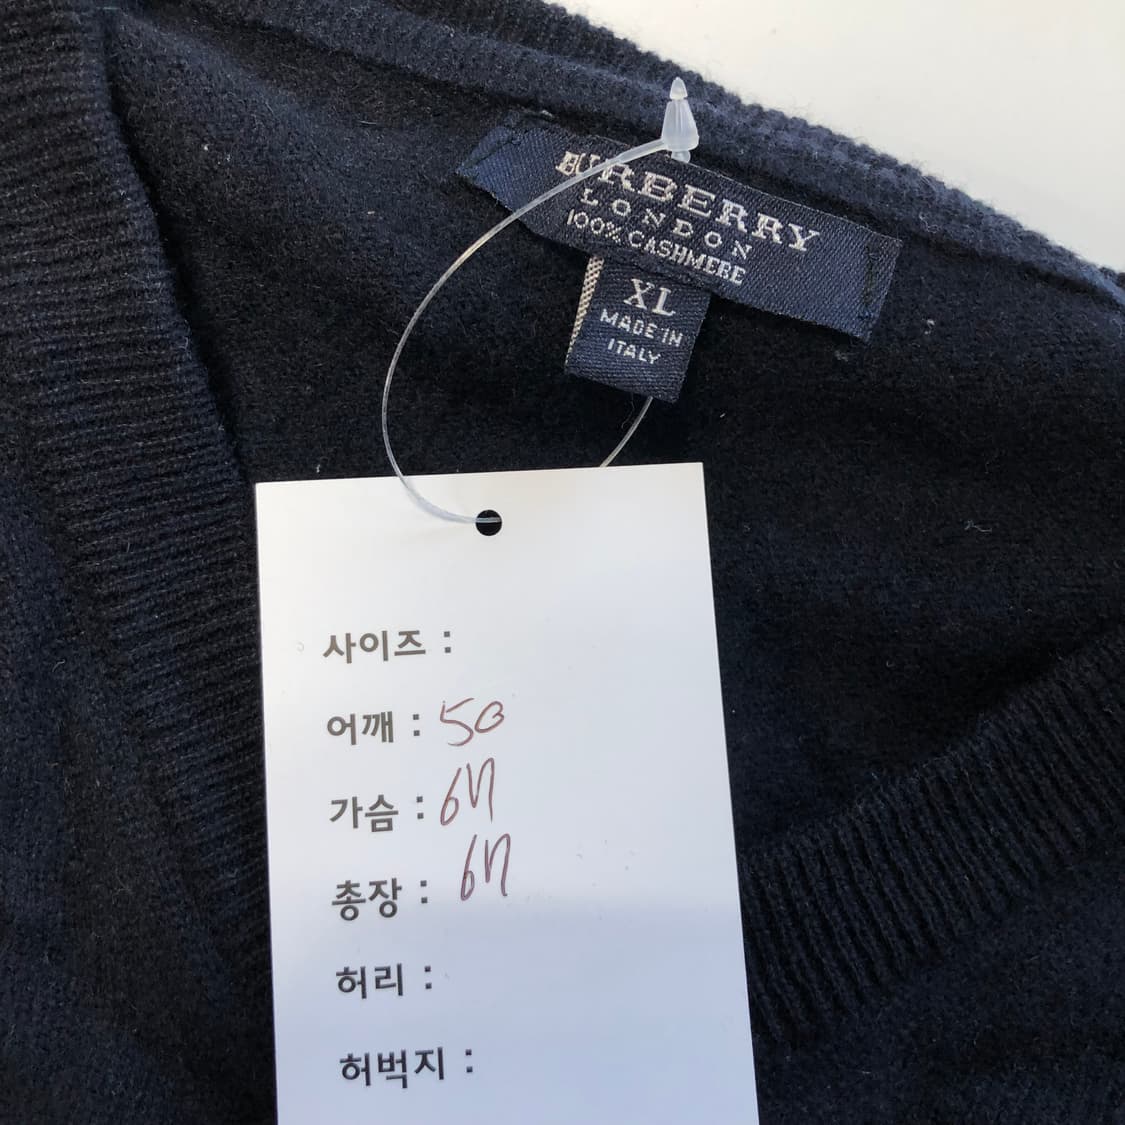 BURBERRY
LONDON
100% CASHMERE
XL
MADE IN
ITALY
사이즈 :
어깨 : 50
가슴 : 67
총장 : 67
허리 :
허벅지 :